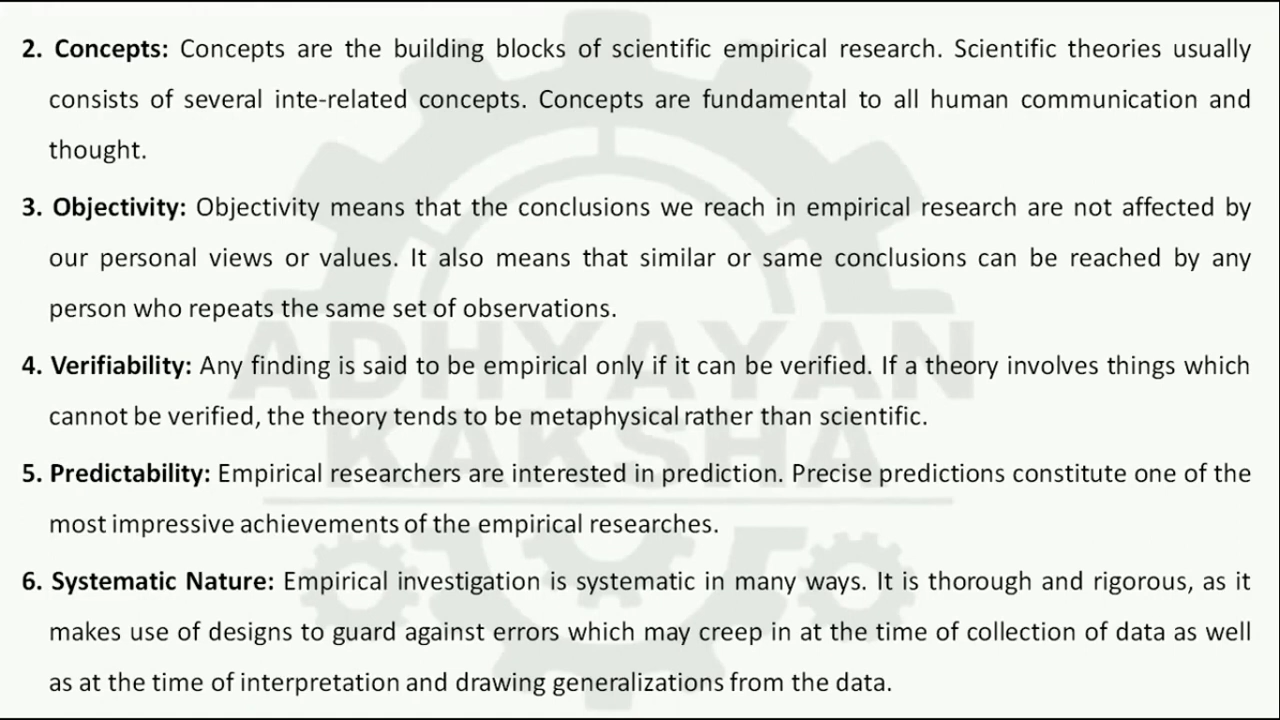 2. Concepts: Concepts are the building blocks of scientific empirical research. Scientific theories usually
consists of several inte-related concepts. Concepts are fundamental to all human communication and
thought.
3. Objectivity: Objectivity means that the conclusions we reach in empirical research are not affected by
our personal views or values. It also means that similar or same conclusions can be reached by any
person who repeats the same set of observations.
ADHYAYAN
4. Verifiability: Any finding is said to be empirical only if it can be verified. If a theory involves things which
cannot be verified, the theory tends to be metaphysical rather than scientific.
KAKSHA
5. Predictability: Empirical researchers are interested in prediction. Precise predictions constitute one of the
most impressive achievements of the empirical researches.
6. Systematic Nature: Empirical investigation is systematic in many ways. It is thorough and rigorous, as it
makes use of designs to guard against errors which may creep in at the time of collection of data as well
as at the time of interpretation and drawing generalizations from the data.